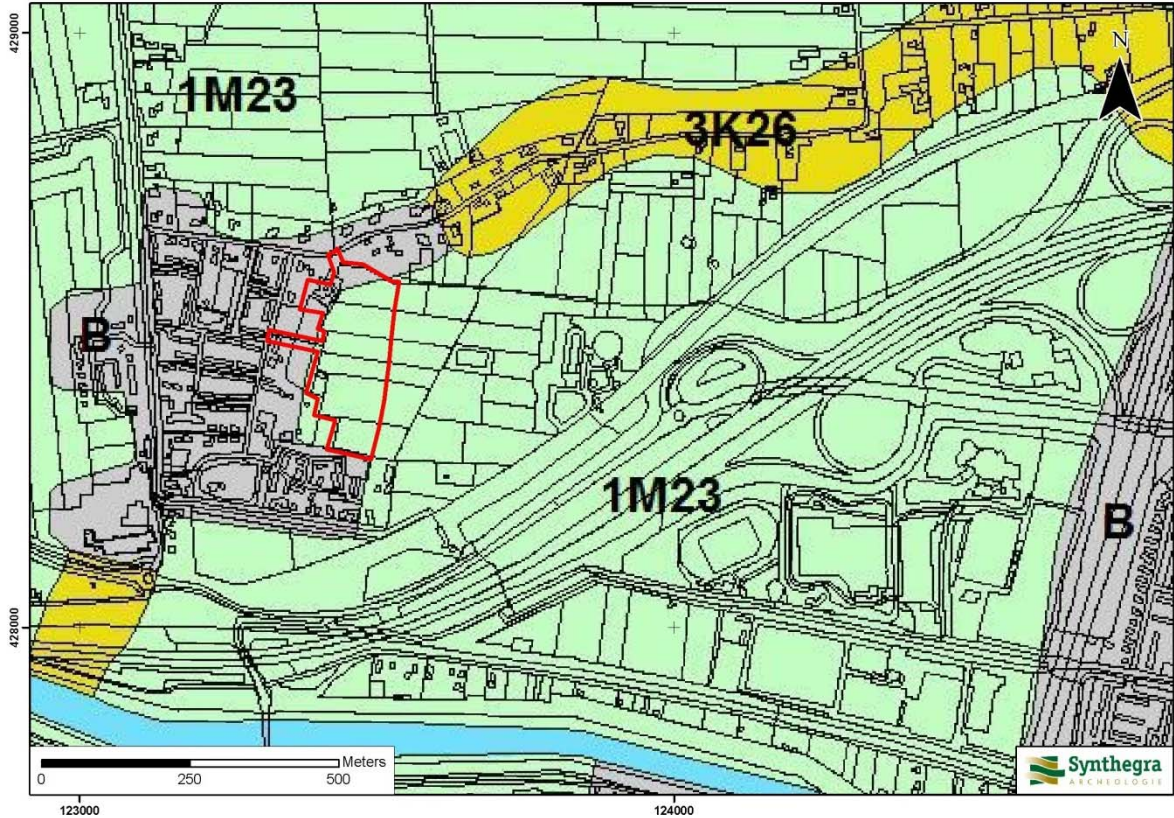 429000
N
1M23
3K26
B
1M23
B
428000
Meters
0 250 500
Synthegra
ARCHEOLOGIE
123000 124000